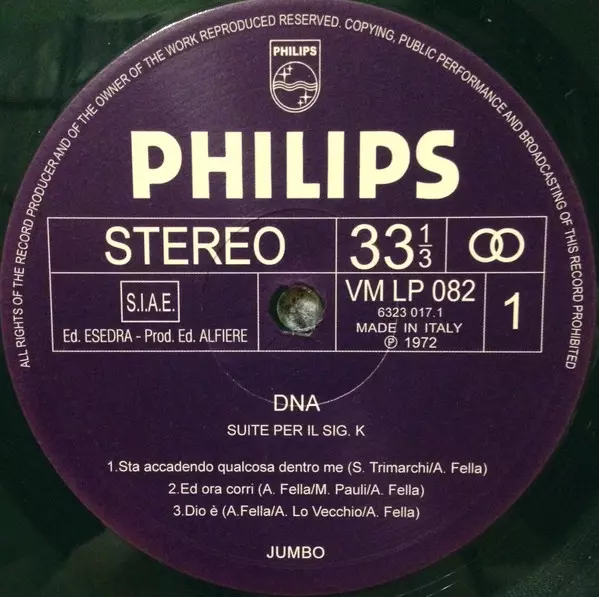 ALL RIGHTS OF THE RECORD PRODUCER AND OF THE OWNER OF THE WORK REPRODUCED RESERVED. COPYING, PUBLIC PERFORMANCE AND BROADCASTING OF THIS RECORD PROHIBITED
PHILIPS
PHILIPS
STEREO
33 1/3
S.I.A.E.
Ed. ESEDRA - Prod. Ed. ALFIERE
VM LP 082
6323 017.1
MADE IN ITALY
℗ 1972
1
DNA
SUITE PER IL SIG. K
1.Sta accadendo qualcosa dentro me (S. Trimarchi/A. Fella)
2.Ed ora corri (A. Fella/M. Pauli/A. Fella)
3.Dio è (A.Fella/A. Lo Vecchio/A. Fella)
JUMBO